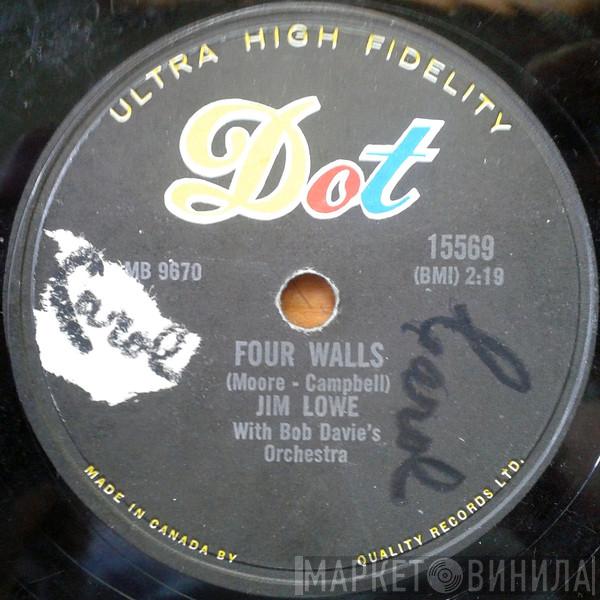 ULTRA HIGH FIDELITY
Dot
15569
MB 9670
(BMI) 2:19
Carol
FOUR WALLS
(Moore - Campbell)
JIM LOWE
With Bob Davie's
Orchestra
Carol
MADE IN CANADA BY QUALITY RECORDS LTD.
МАРКЕТ ВИНИЛА